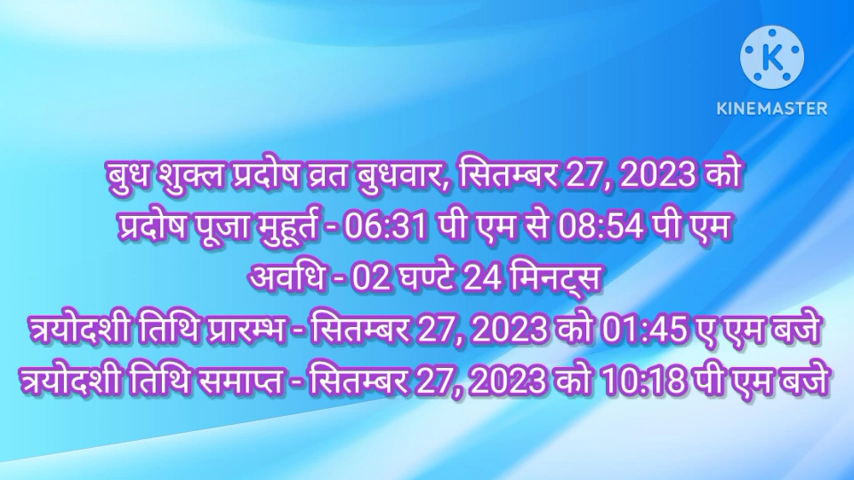 KINEMASTER
बुध शुक्ल प्रदोष व्रत बुधवार, सितम्बर 27, 2023 को
प्रदोष पूजा मुहूर्त - 06:31 पी एम से 08:54 पी एम
अवधि - 02 घण्टे 24 मिनट्स
त्रयोदशी तिथि प्रारम्भ - सितम्बर 27, 2023 को 01:45 ए एम बजे
त्रयोदशी तिथि समाप्त - सितम्बर 27, 2023 को 10:18 पी एम बजे